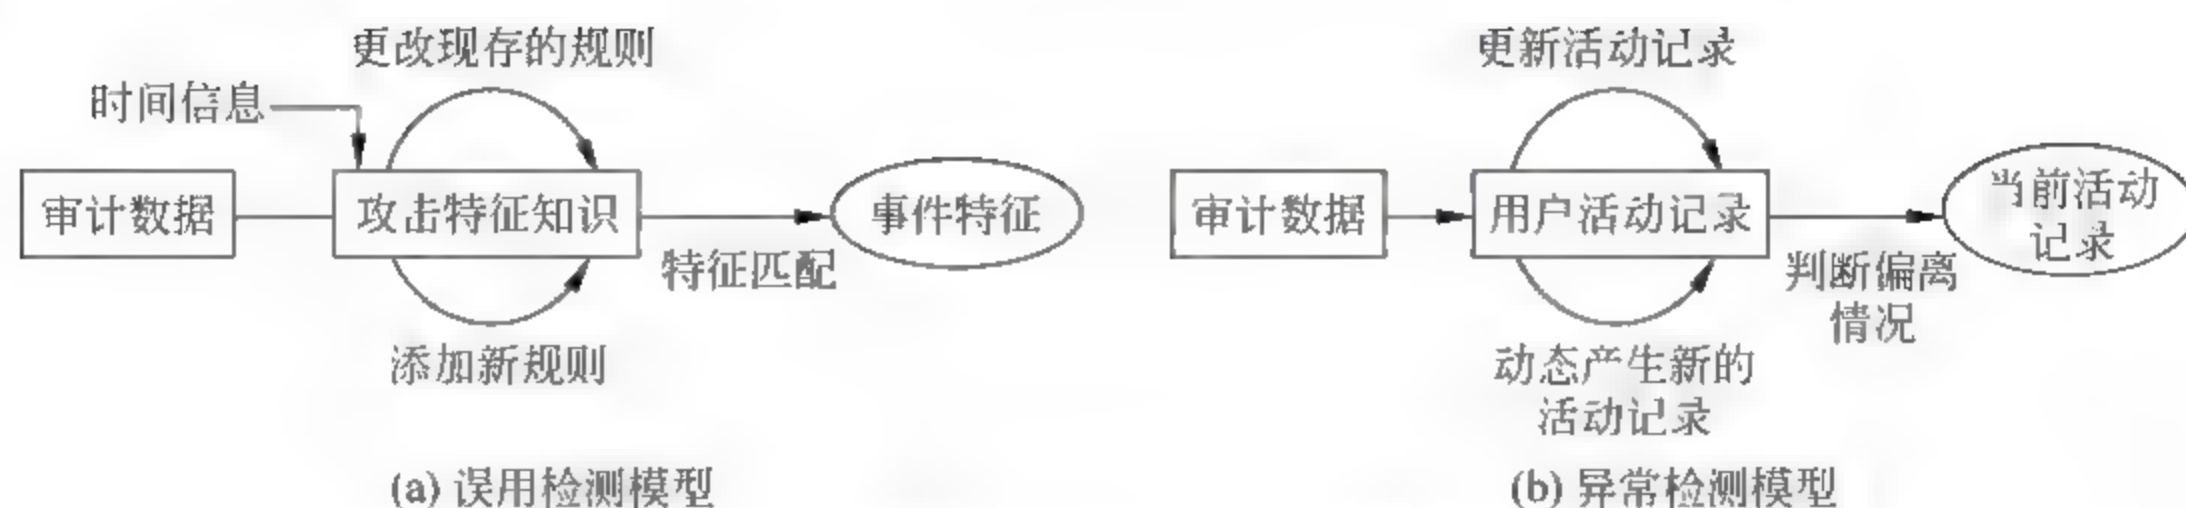 更改现存的规则
时间信息
审计数据
攻击特征知识
事件特征
特征匹配
添加新规则
(a) 误用检测模型
更新活动记录
审计数据
用户活动记录
当前活动
记录
判断偏离
情况
动态产生新的
活动记录
(b) 异常检测模型